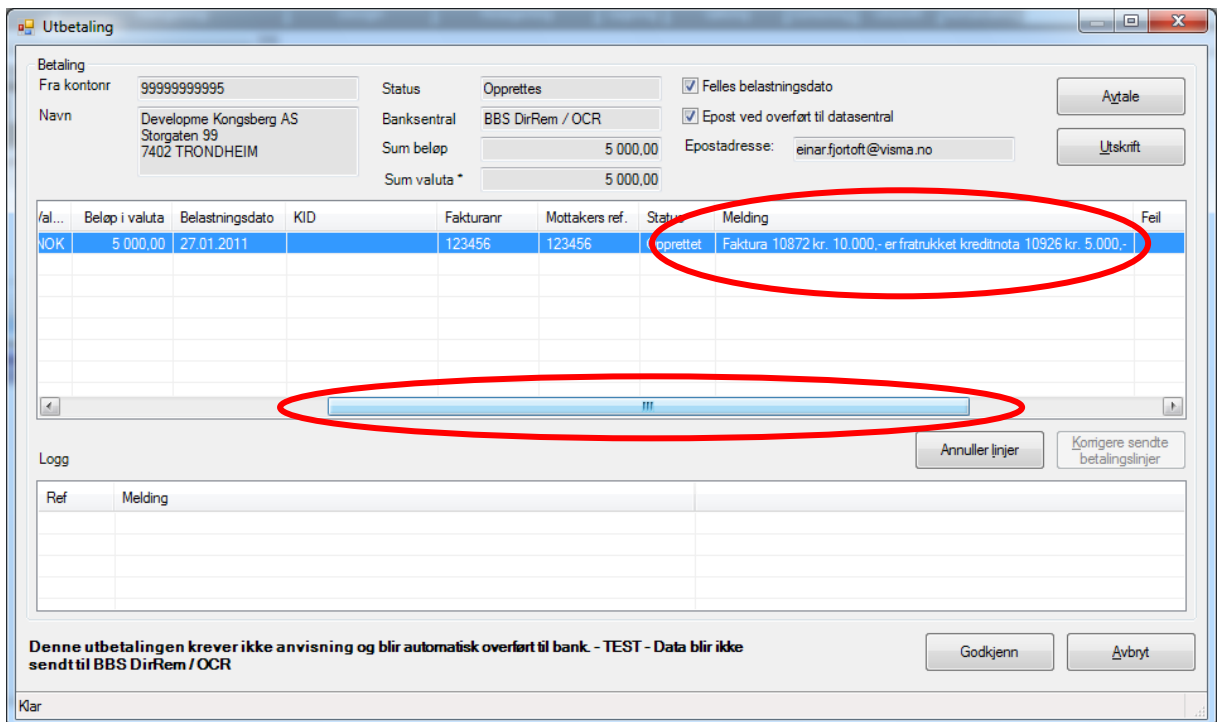 Utbetaling
Betaling
Fra kontonr 99999999995 Status Opprettes Felles belastningsdato Avtale
Navn Developme Kongsberg AS Banksentral BBS DirRem / OCR Epost ved overført til datasentral
Storgaten 99
7402 TRONDHEIM Sum beløp 5 000,00 Epostadresse: einar.fjortoft@visma.no Utskrift
Sum valuta * 5 000,00
Val... Beløp i valuta Belastningsdato KID Fakturanr Mottakers ref. Status Melding Feil
NOK 5 000,00 27.01.2011 123456 123456 Opprettet Faktura 10872 kr. 10.000,- er fratrukket kreditnota 10926 kr. 5.000,-
Annuller linjer Korrigere sendte betalingslinjer
Logg
Ref Melding
Denne utbetalingen krever ikke anvisning og blir automatisk overført til bank. - TEST - Data blir ikke
sendt til BBS DirRem / OCR
Godkjenn Avbryt
Klar